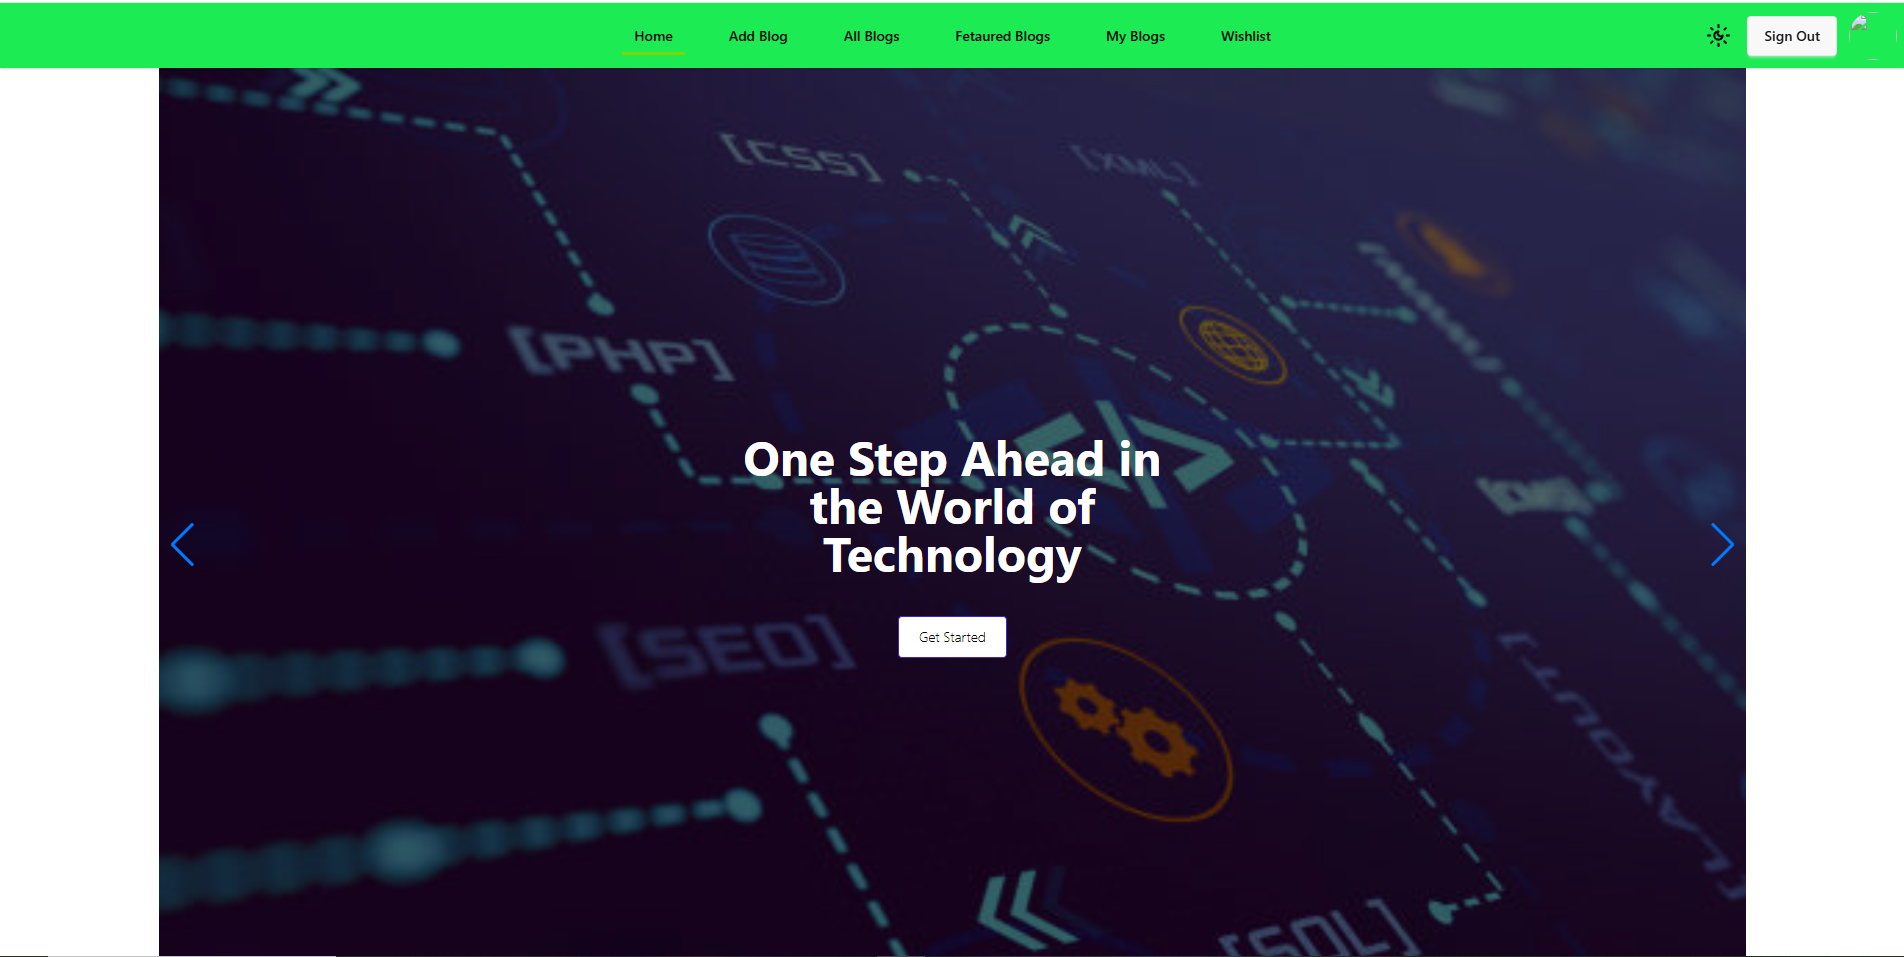 Home Add Blog All Blogs Fetaured Blogs My Blogs Wishlist Sign Out
[CSS]
[XML]
[PHP]
One Step Ahead in
the World of
Technology
Get Started
[SEO]
[LAYOUT]
[SQL]